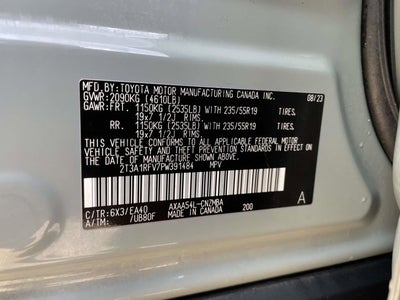 MFD.BY:TOYOTA MOTOR MANUFACTURING CANADA INC.
GVWR:2090KG (4610LB) 08/23
GAWR:FRT. 1150KG (2535LB) WITH 235/55R19 TIRES,
19x7 1/2J RIMS
RR. 1150KG (2535LB) WITH 235/55R19 TIRES,
19x7 1/2J RIMS
THIS VEHICLE CONFORMS TO ALL APPLICABLE FEDERAL MOTOR
VEHICLE SAFETY AND THEFT PREVENTION STANDARDS IN EFFECT
ON THE DATE OF MANUFACTURE SHOWN ABOVE.
2T3A1RFV7PW391484 MPV
C/TR:6X3/EA40 AXAA54L-CNZMBA
A/TM: /UB80F MADE IN CANADA 200 A